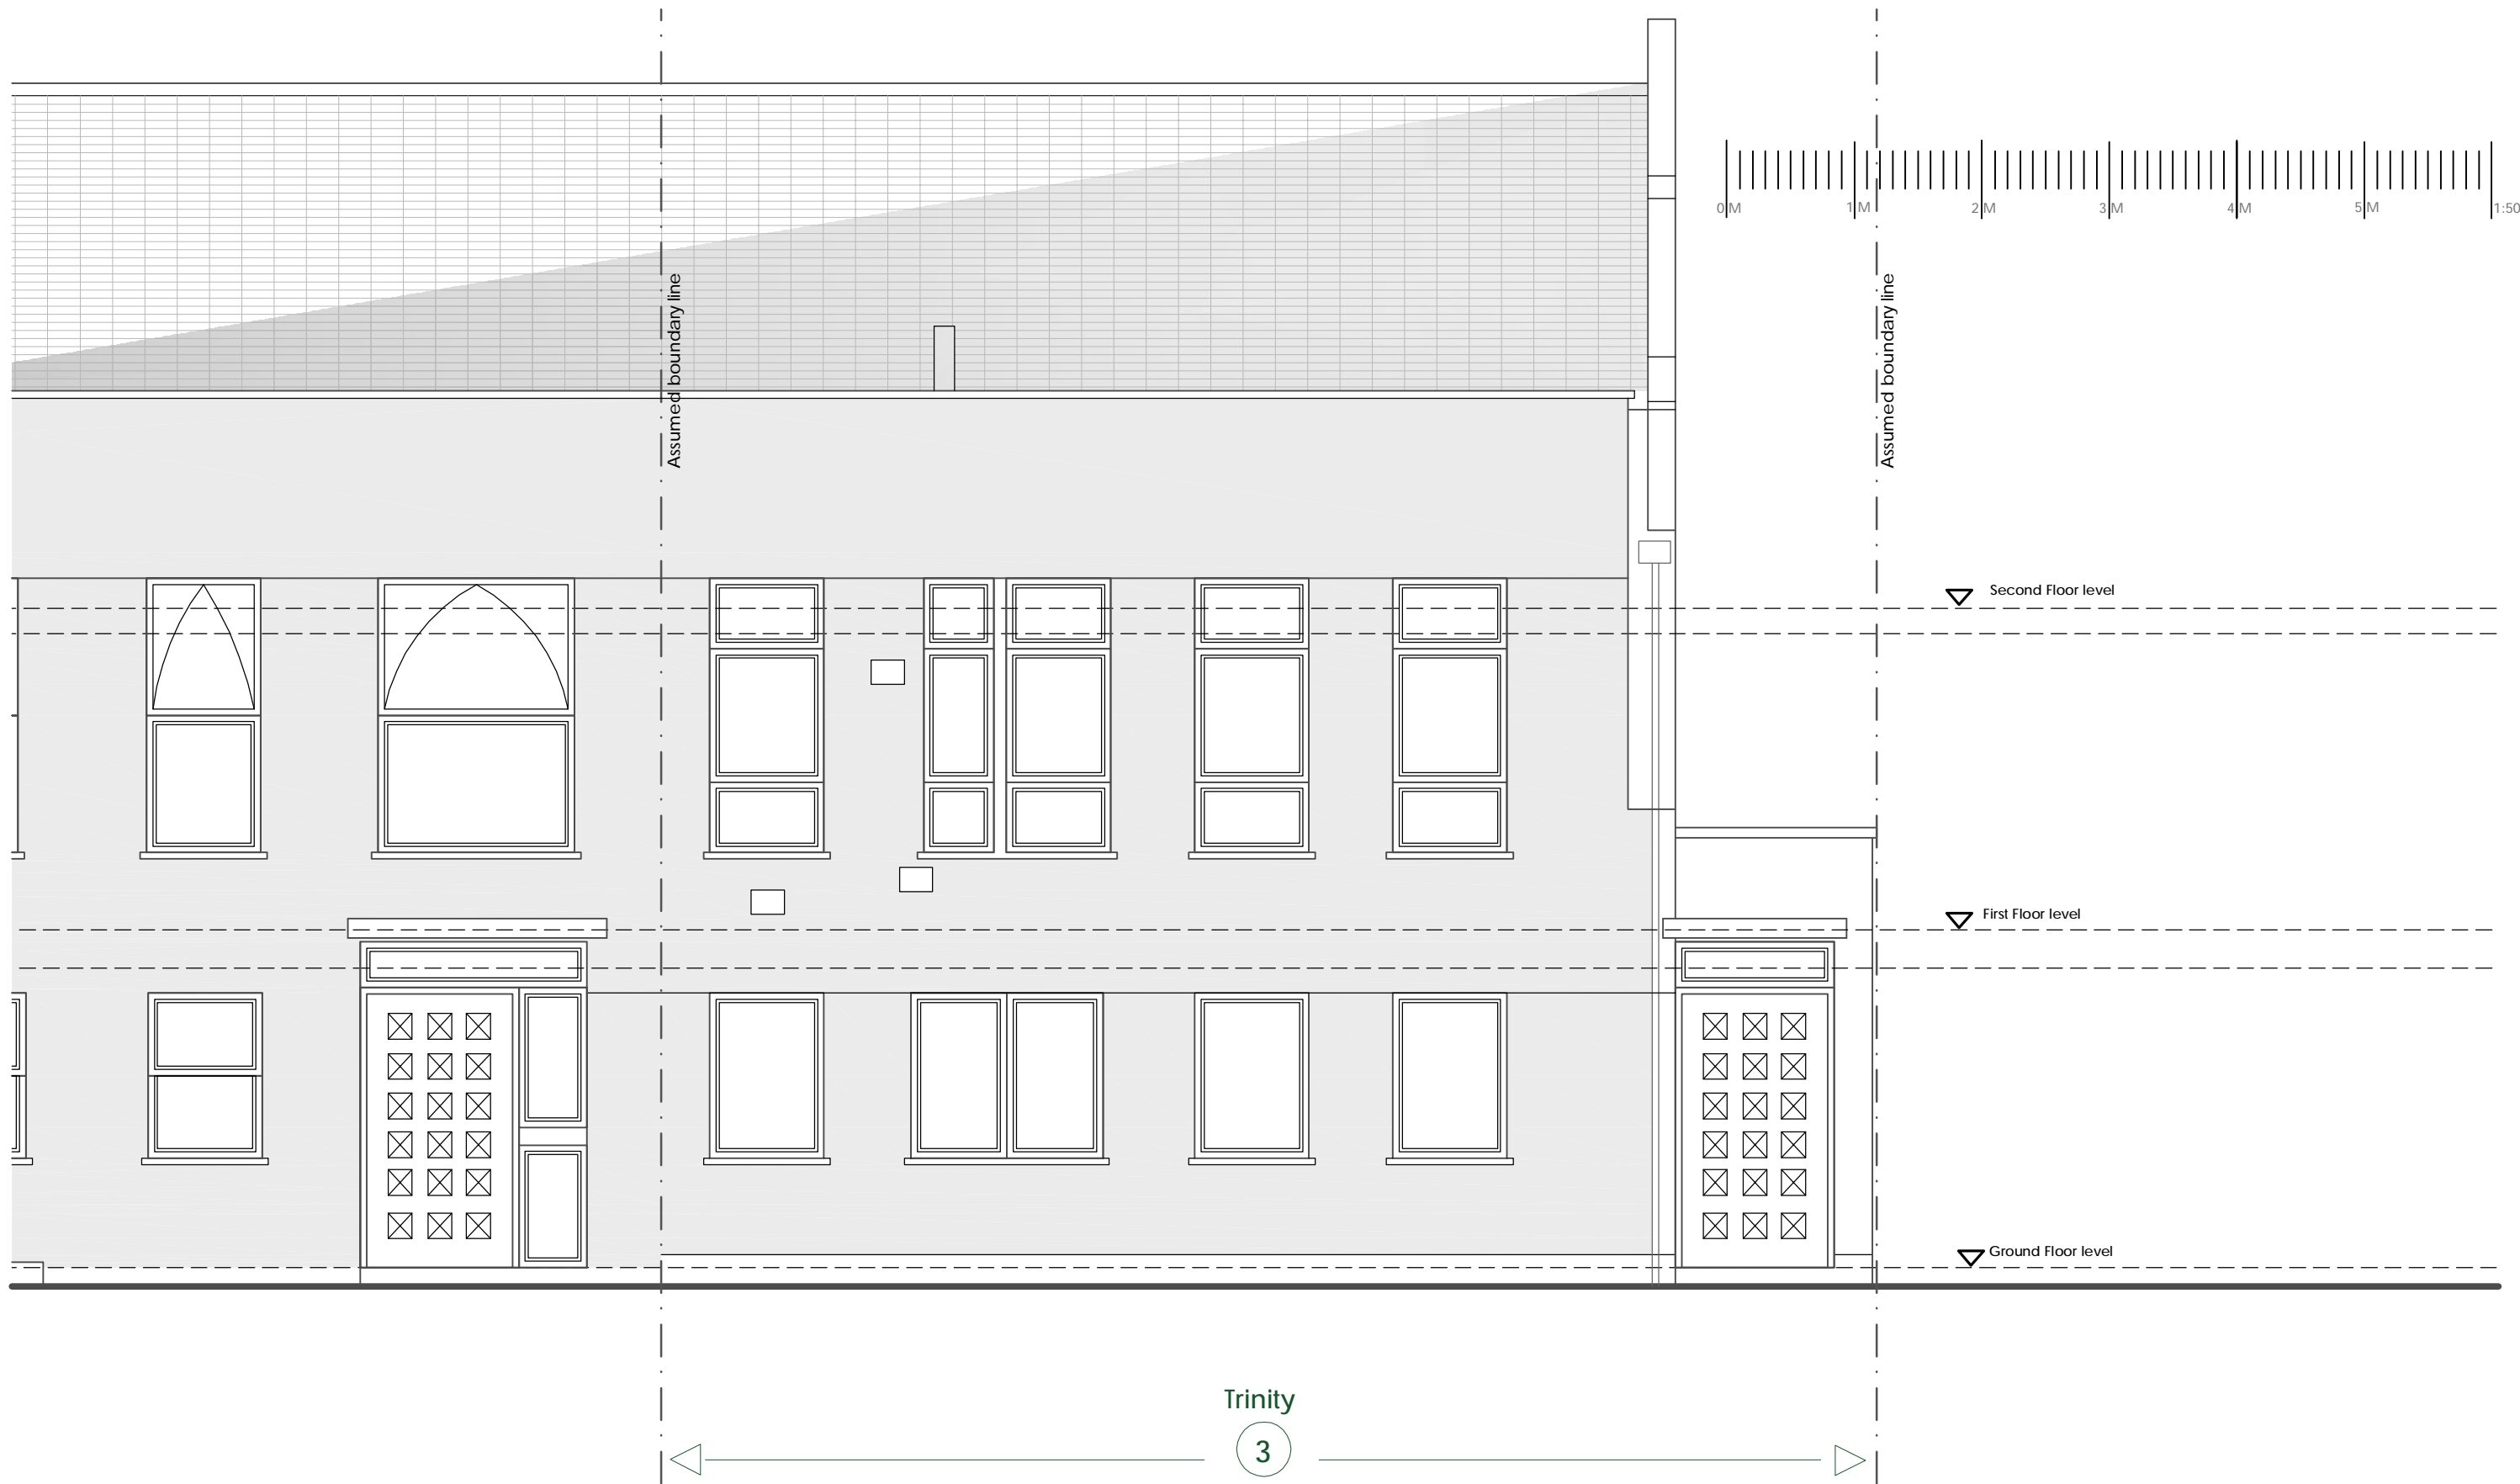 0 M 1 M 2 M 3 M 4 M 5 M 1:50
Assumed boundary line
Assumed boundary line
Second Floor level
First Floor level
Ground Floor level
Trinity
3